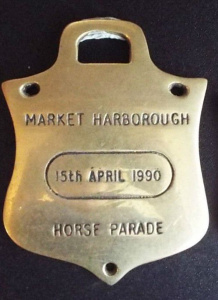 MARKET HARBOROUGH
15th APRIL 1990
HORSE PARADE